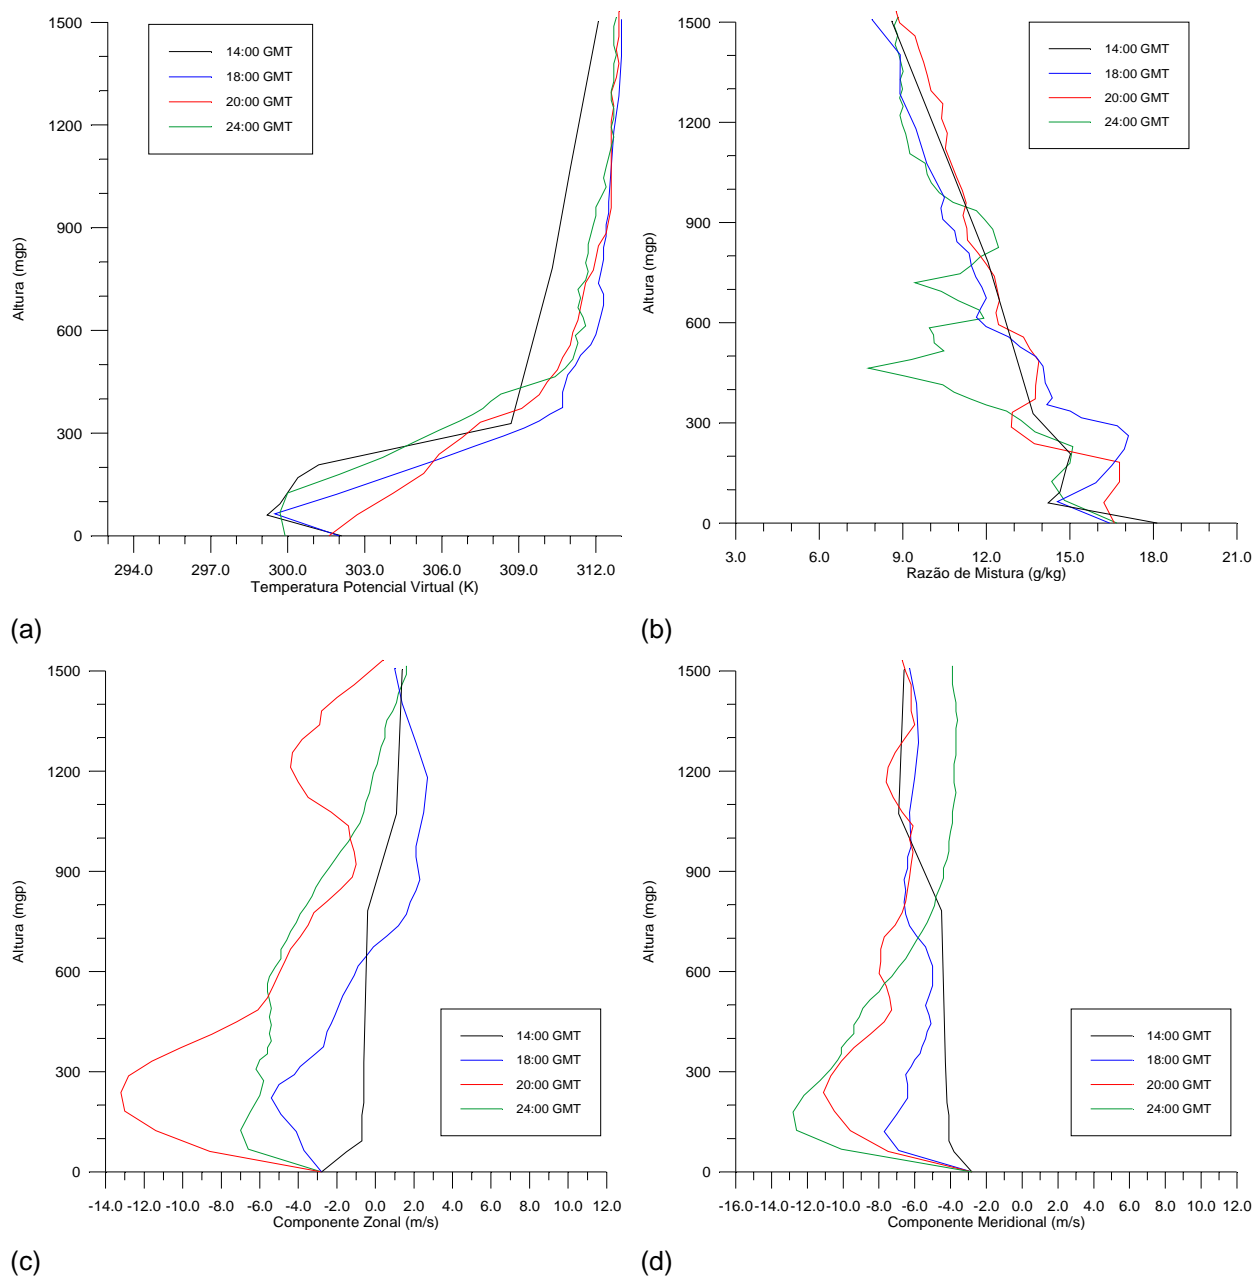 1500
1200
900
600
300
0
Altura (mgp)
14:00 GMT
18:00 GMT
20:00 GMT
24:00 GMT
294.0 297.0 300.0 303.0 306.0 309.0 312.0
Temperatura Potencial Virtual (K)
(a)
1500
1200
900
600
300
0
Altura (mgp)
14:00 GMT
18:00 GMT
20:00 GMT
24:00 GMT
3.0 6.0 9.0 12.0 15.0 18.0 21.0
Razão de Mistura (g/kg)
(b)
1500
1200
900
600
300
0
Altura (mgp)
14:00 GMT
18:00 GMT
20:00 GMT
24:00 GMT
-14.0 -12.0 -10.0 -8.0 -6.0 -4.0 -2.0 0.0 2.0 4.0 6.0 8.0 10.0 12.0
Componente Zonal (m/s)
(c)
1500
1200
900
600
300
0
Altura (mgp)
14:00 GMT
18:00 GMT
20:00 GMT
24:00 GMT
-16.0 -14.0 -12.0 -10.0 -8.0 -6.0 -4.0 -2.0 0.0 2.0 4.0 6.0 8.0 10.0 12.0
Componente Meridional (m/s)
(d)